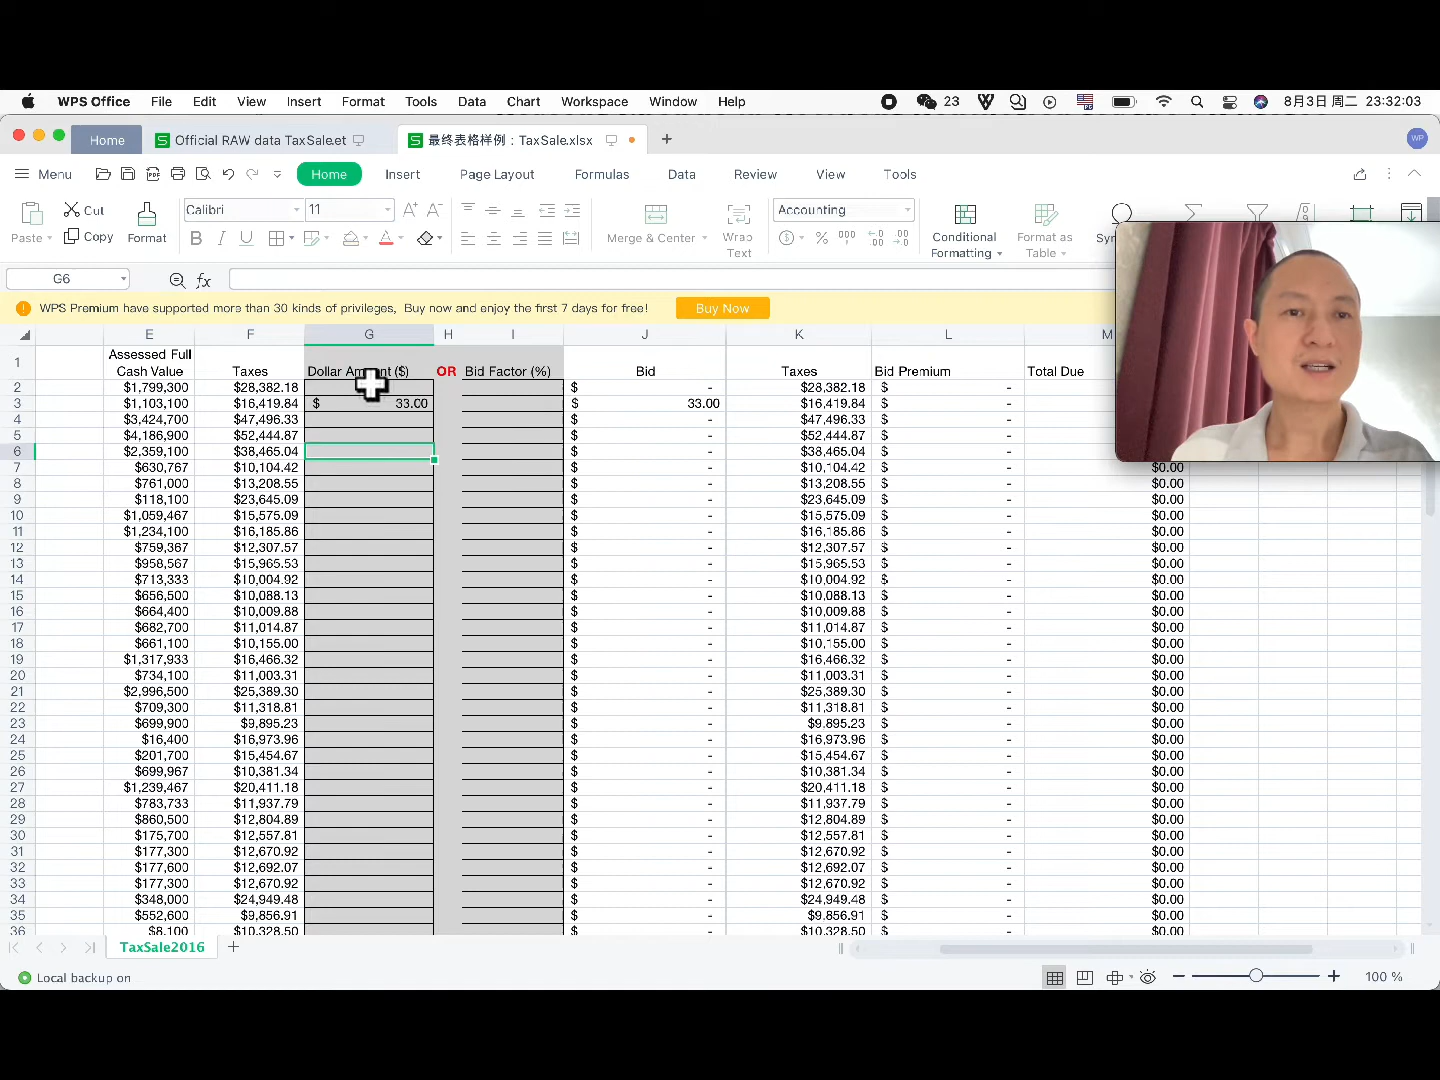 WPS Office File Edit View Insert Format Tools Data Chart Workspace Window Help 23 8月3日 周二 23:32:03
Home Official RAW data TaxSale.et 最终表格样例：TaxSale.xlsx WP
Menu Home Insert Page Layout Formulas Data Review View Tools
Cut Calibri 11 Accounting
Paste Copy Format B I U Merge & Center Wrap Text Conditional Formatting Format as Table
G6 fx
WPS Premium have supported more than 30 kinds of privileges, Buy now and enjoy the first 7 days for free! Buy Now
E F G H I J K L M
1 Assessed Full Cash Value Taxes Dollar Amount ($) OR Bid Factor (%) Bid Taxes Bid Premium Total Due
2 $1,799,300 $28,382.18 $ - $28,382.18 $ -
3 $1,103,100 $16,419.84 $ 33.00 $ 33.00 $16,419.84 $ -
4 $3,424,700 $47,496.33 $ - $47,496.33 $ -
5 $4,186,900 $52,444.87 $ - $52,444.87 $ -
6 $2,359,100 $38,465.04 $ - $38,465.04 $ -
7 $630,767 $10,104.42 $ - $10,104.42 $ - $0.00
8 $761,000 $13,208.55 $ - $13,208.55 $ - $0.00
9 $118,100 $23,645.09 $ - $23,645.09 $ - $0.00
10 $1,059,467 $15,575.09 $ - $15,575.09 $ - $0.00
11 $1,234,100 $16,185.86 $ - $16,185.86 $ - $0.00
12 $759,367 $12,307.57 $ - $12,307.57 $ - $0.00
13 $958,567 $15,965.53 $ - $15,965.53 $ - $0.00
14 $713,333 $10,004.92 $ - $10,004.92 $ - $0.00
15 $656,500 $10,088.13 $ - $10,088.13 $ - $0.00
16 $664,400 $10,009.88 $ - $10,009.88 $ - $0.00
17 $682,700 $11,014.87 $ - $11,014.87 $ - $0.00
18 $661,100 $10,155.00 $ - $10,155.00 $ - $0.00
19 $1,317,933 $16,466.32 $ - $16,466.32 $ - $0.00
20 $734,100 $11,003.31 $ - $11,003.31 $ - $0.00
21 $2,996,500 $25,389.30 $ - $25,389.30 $ - $0.00
22 $709,300 $11,318.81 $ - $11,318.81 $ - $0.00
23 $699,900 $9,895.23 $ - $9,895.23 $ - $0.00
24 $16,400 $16,973.96 $ - $16,973.96 $ - $0.00
25 $201,700 $15,454.67 $ - $15,454.67 $ - $0.00
26 $699,967 $10,381.34 $ - $10,381.34 $ - $0.00
27 $1,239,467 $20,411.18 $ - $20,411.18 $ - $0.00
28 $783,733 $11,937.79 $ - $11,937.79 $ - $0.00
29 $860,500 $12,804.89 $ - $12,804.89 $ - $0.00
30 $175,700 $12,557.81 $ - $12,557.81 $ - $0.00
31 $177,300 $12,670.92 $ - $12,670.92 $ - $0.00
32 $177,600 $12,692.07 $ - $12,692.07 $ - $0.00
33 $177,300 $12,670.92 $ - $12,670.92 $ - $0.00
34 $348,000 $24,949.48 $ - $24,949.48 $ - $0.00
35 $552,600 $9,856.91 $ - $9,856.91 $ - $0.00
36 $8,100 $10,328.50 $ - $10,328.50 $ - $0.00
TaxSale2016
Local backup on 100 %